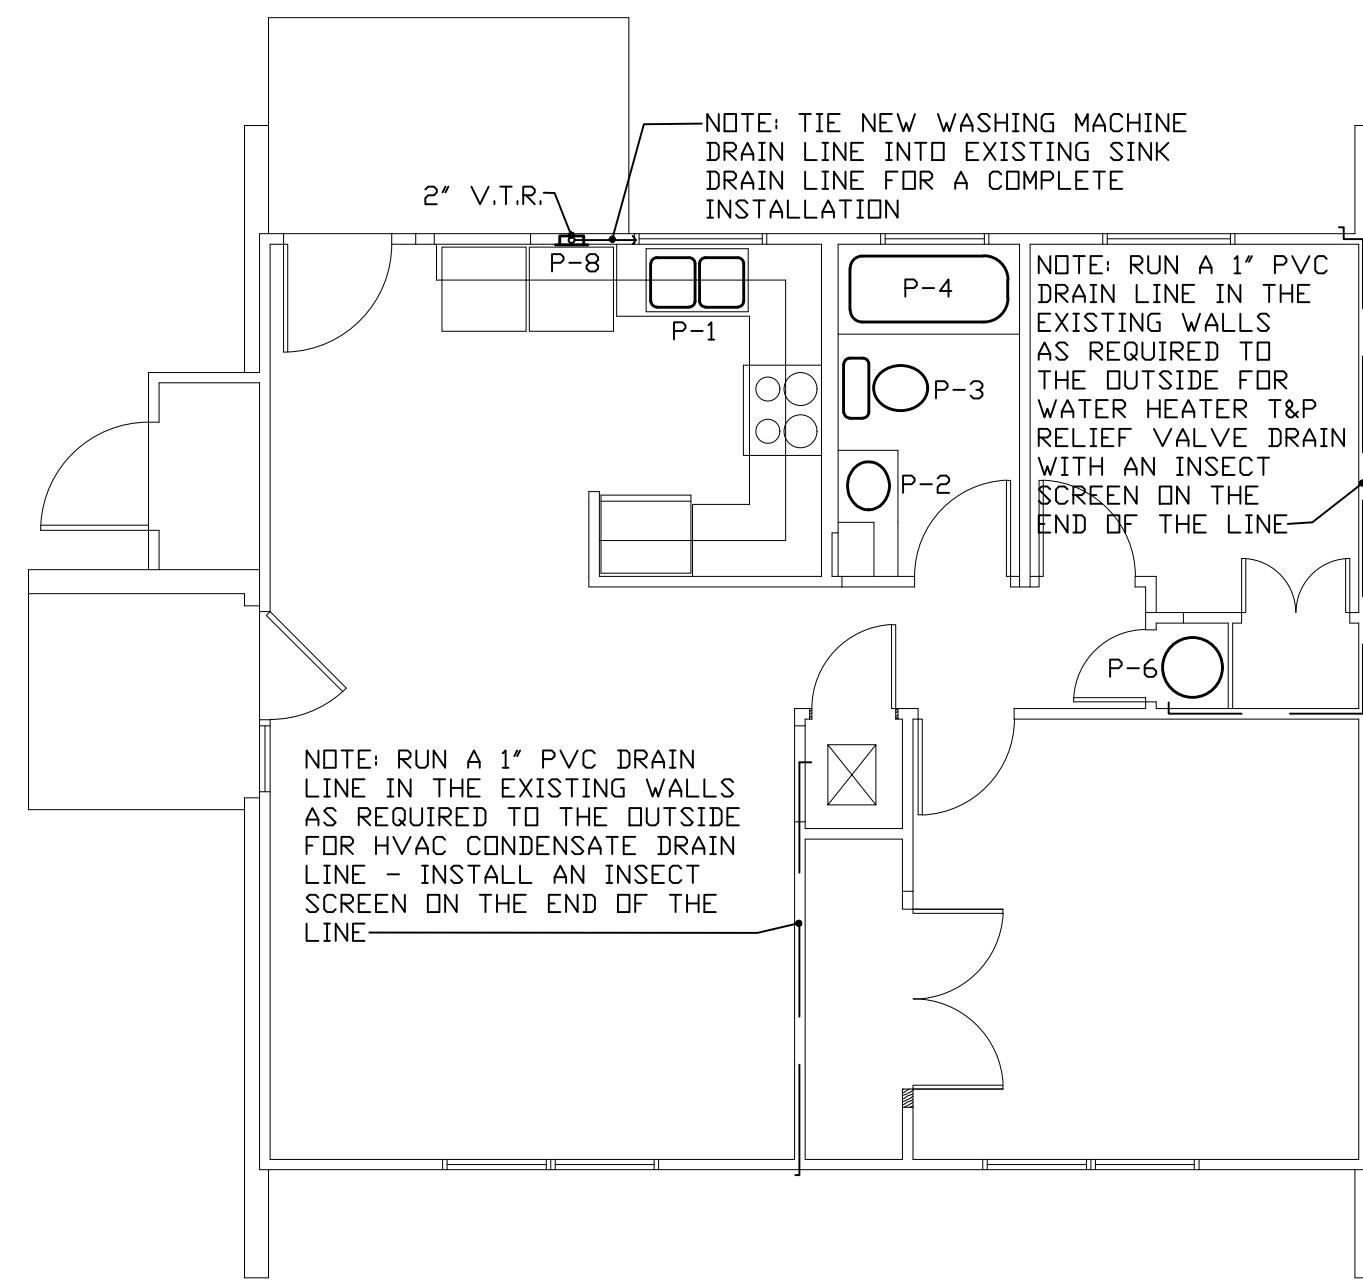 NOTE: TIE NEW WASHING MACHINE
DRAIN LINE INTO EXISTING SINK
DRAIN LINE FOR A COMPLETE
INSTALLATION
2" V.T.R.
P-8
P-1
P-4
P-3
P-2
NOTE: RUN A 1" PVC
DRAIN LINE IN THE
EXISTING WALLS
AS REQUIRED TO
THE OUTSIDE FOR
WATER HEATER T&P
RELIEF VALVE DRAIN
WITH AN INSECT
SCREEN ON THE
END OF THE LINE
P-6
NOTE: RUN A 1" PVC DRAIN
LINE IN THE EXISTING WALLS
AS REQUIRED TO THE OUTSIDE
FOR HVAC CONDENSATE DRAIN
LINE - INSTALL AN INSECT
SCREEN ON THE END OF THE
LINE